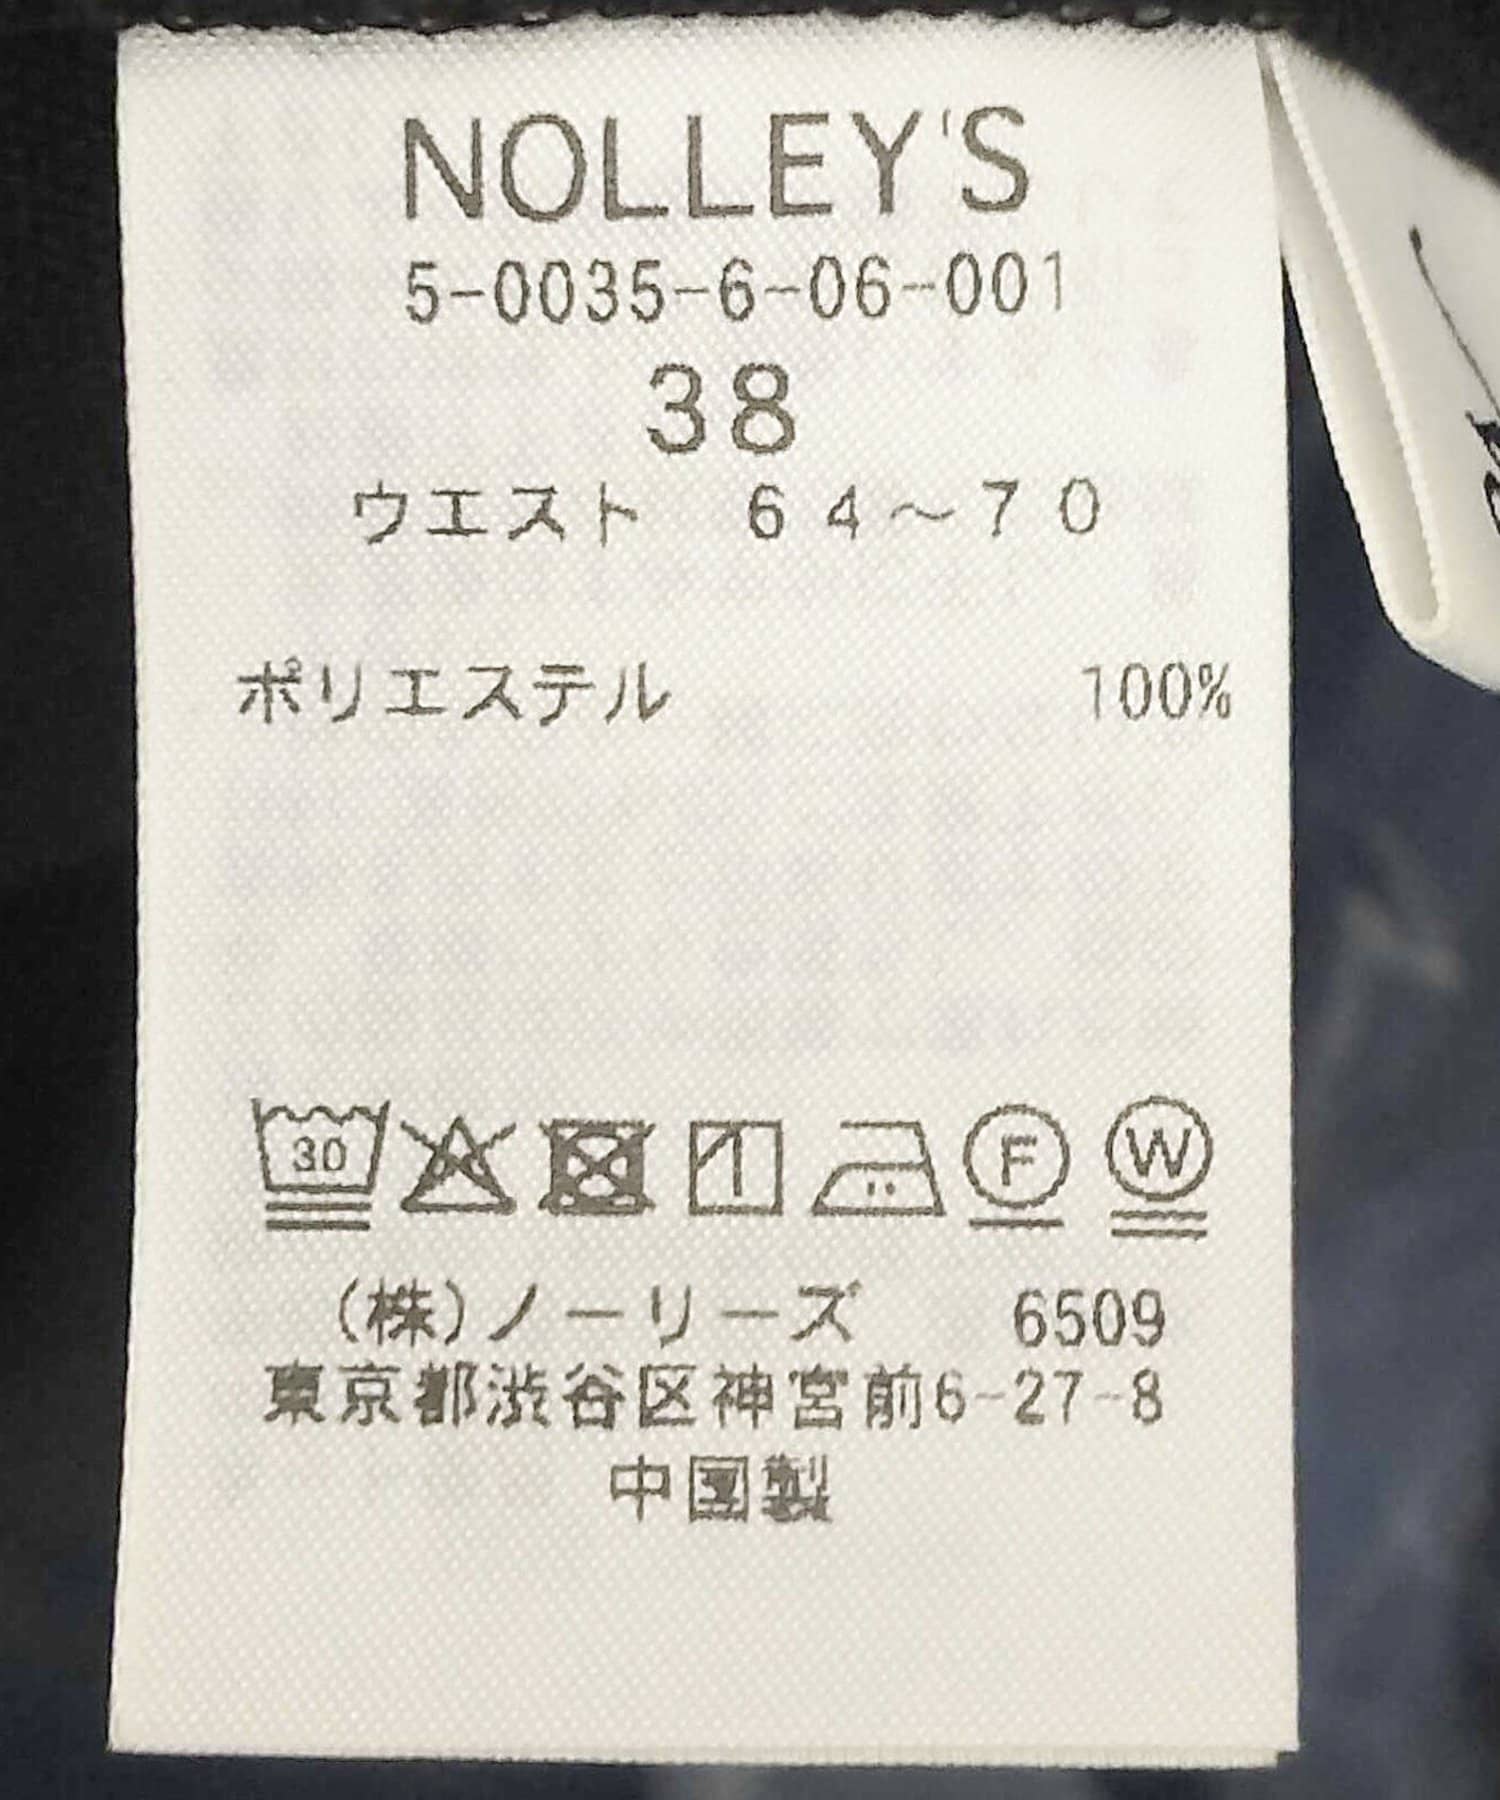 NOLLEY'S
5-0035-6-06-001
38
ウエスト　64～70
ポリエステル 100%
30 F W
(株)ノーリーズ 6509
東京都渋谷区神宮前6-27-8
中国製